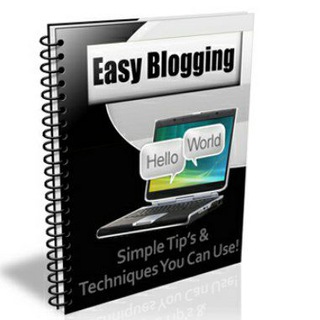 Easy Blogging
Hello
World
Simple Tip's &
Techniques You Can Use!